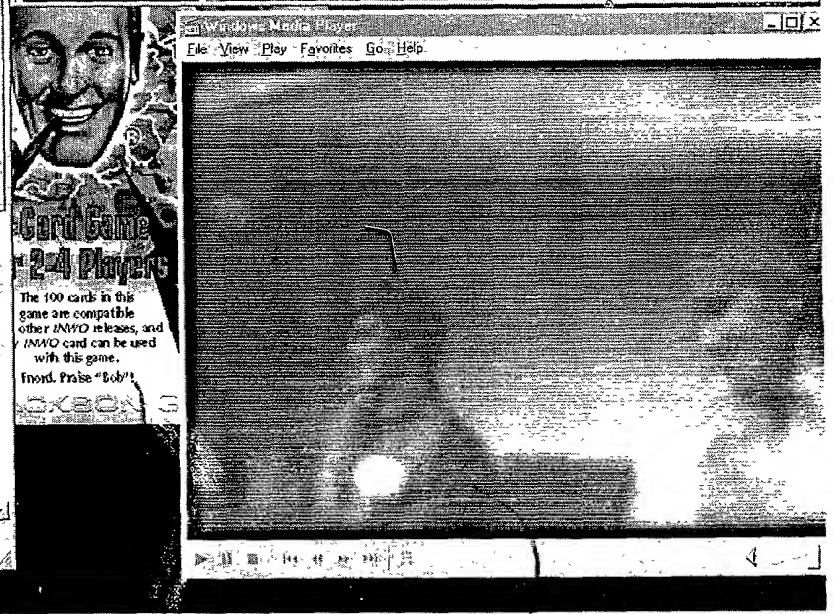 Windows Media Player
File View Play Favorites Go Help
Card Game
2-4 Players
The 100 cards in this
game are compatible
other INWO releases, and
INWO card can be used
with this game.
Fnord. Praise "Bob"!